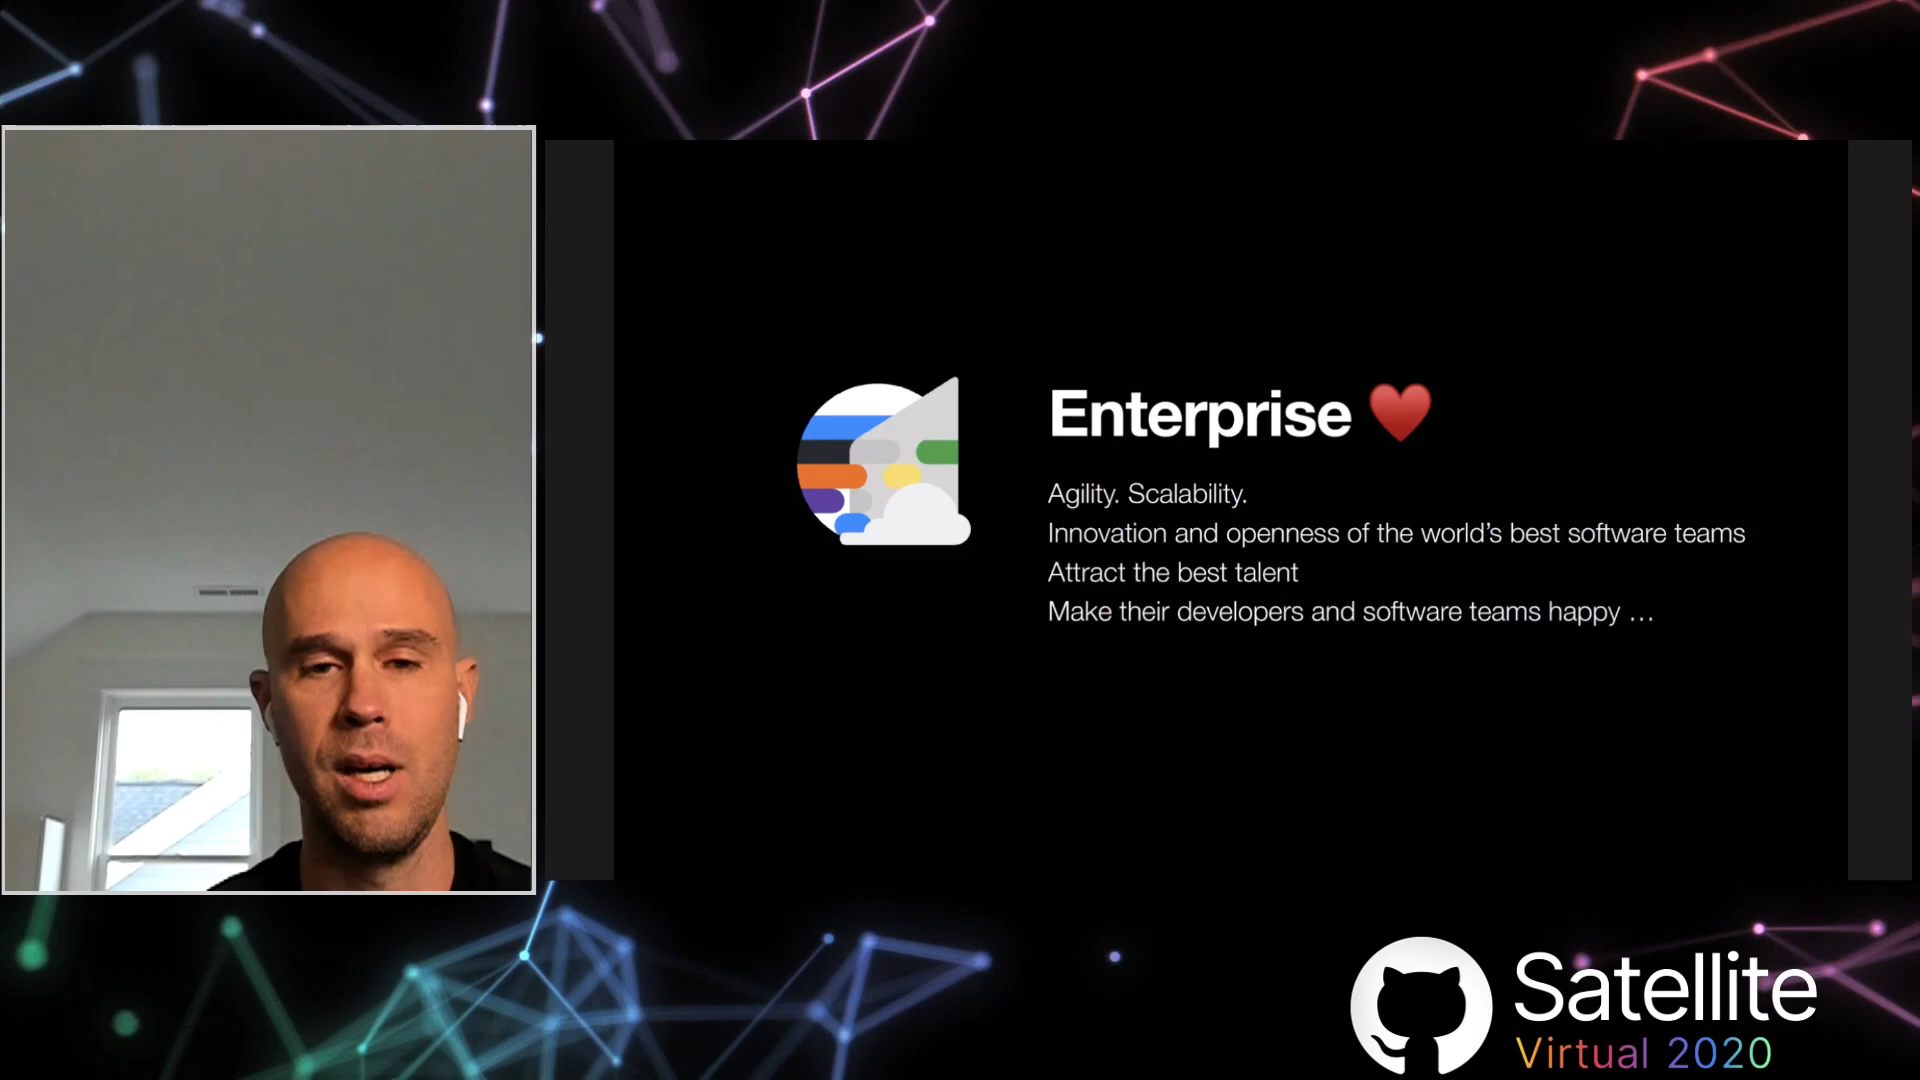 Enterprise ♥️
Agility. Scalability.
Innovation and openness of the world’s best software teams
Attract the best talent
Make their developers and software teams happy …
Satellite
Virtual 2020